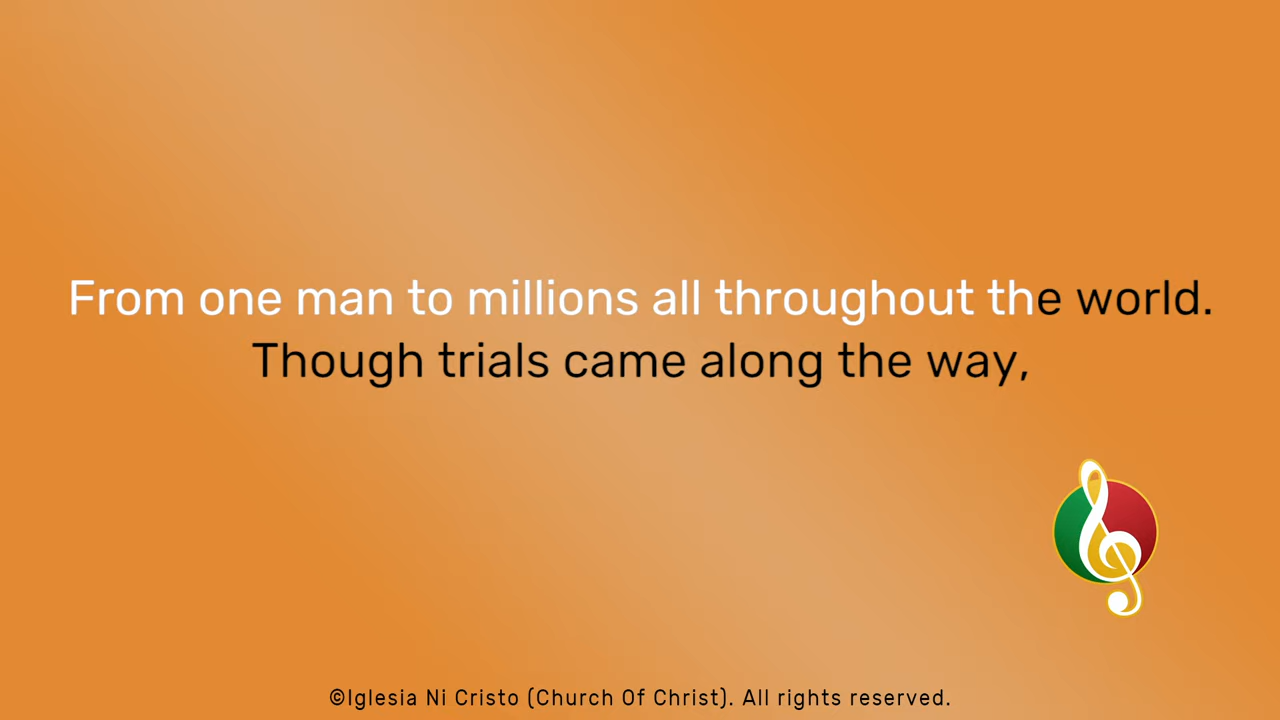 From one man to millions all throughout the world.
Though trials came along the way,
©Iglesia Ni Cristo (Church Of Christ). All rights reserved.